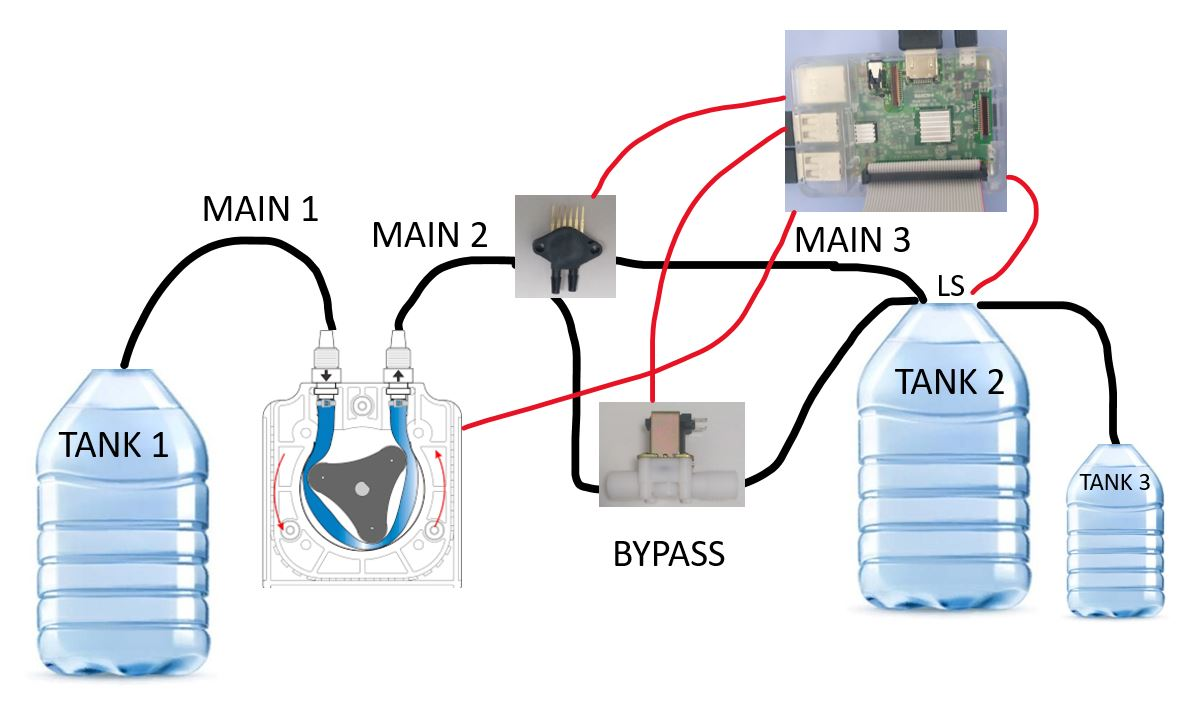 MAIN 1
MAIN 2
MAIN 3
LS
TANK 1
TANK 2
TANK 3
BYPASS